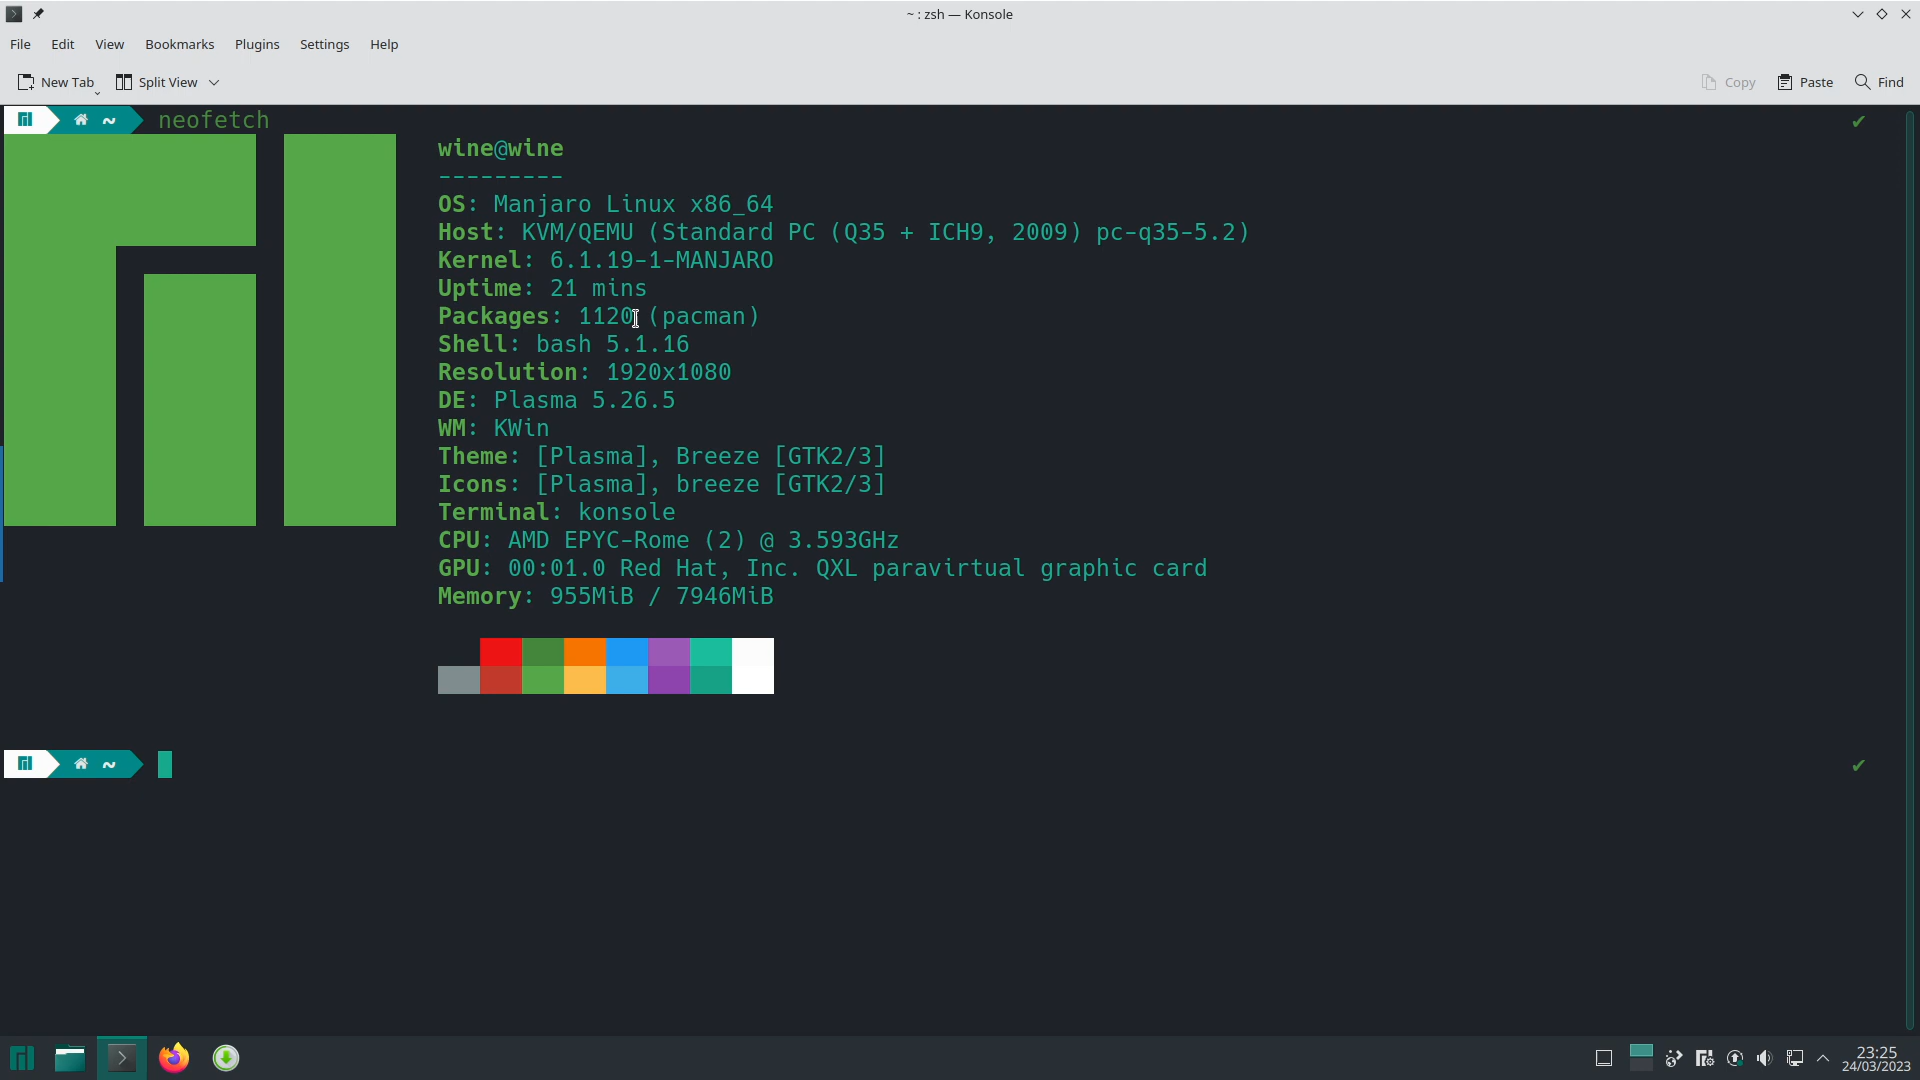 ~ : zsh — Konsole
File Edit View Bookmarks Plugins Settings Help
New Tab Split View Copy Paste Find
~ neofetch ✔
wine@wine
---------
OS: Manjaro Linux x86_64
Host: KVM/QEMU (Standard PC (Q35 + ICH9, 2009) pc-q35-5.2)
Kernel: 6.1.19-1-MANJARO
Uptime: 21 mins
Packages: 1120 (pacman)
Shell: bash 5.1.16
Resolution: 1920x1080
DE: Plasma 5.26.5
WM: KWin
Theme: [Plasma], Breeze [GTK2/3]
Icons: [Plasma], breeze [GTK2/3]
Terminal: konsole
CPU: AMD EPYC-Rome (2) @ 3.593GHz
GPU: 00:01.0 Red Hat, Inc. QXL paravirtual graphic card
Memory: 955MiB / 7946MiB
~ ✔
23:25
24/03/2023